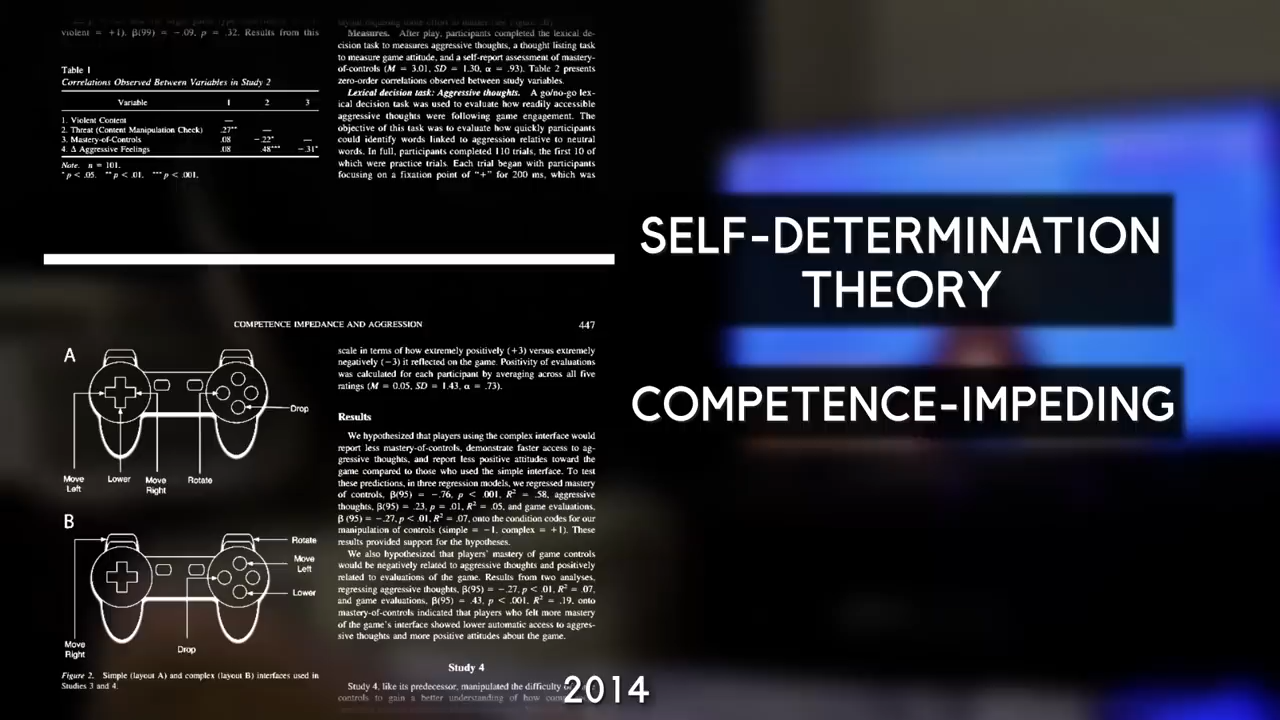 violent = +1), β(99) = −.09, p = .32. Results from this
Table 1
Correlations Observed Between Variables in Study 2
Variable 1 2 3
1. Violent Content —
2. Threat (Content Manipulation Check) .27** —
3. Mastery-of-Controls .08 −.22* —
4. Δ Aggressive Feelings .08 .48*** −.31*
Note. n = 101.
*p < .05. **p < .01. ***p < .001.
Measures. After play, participants completed the lexical de-
cision task to measures aggressive thoughts, a thought listing task
to measure game attitude, and a self-report assessment of mastery-
of-controls (M = 3.01, SD = 1.30, α = .93). Table 2 presents
zero-order correlations observed between study variables.
Lexical decision task: Aggressive thoughts. A go/no-go lex-
ical decision task was used to evaluate how readily accessible
aggressive thoughts were following game engagement. The
objective of this task was to evaluate how quickly participants
could identify words linked to aggression relative to neutral
words. In full, participants completed 110 trials, the first 10 of
which were practice trials. Each trial began with participants
focusing on a fixation point of "+" for 200 ms, which was
SELF-DETERMINATION
THEORY
COMPETENCE-IMPEDING
COMPETENCE IMPEDANCE AND AGGRESSION 447
A
Drop
Move Left
Lower
Move Right
Rotate
B
Rotate
Move Left
Lower
Move Right
Drop
Figure 2. Simple (layout A) and complex (layout B) interfaces used in
Studies 3 and 4.
scale in terms of how extremely positively (+3) versus extremely
negatively (−3) it reflected on the game. Positivity of evaluations
was calculated for each participant by averaging across all five
ratings (M = 0.05, SD = 1.43, α = .73).
Results
We hypothesized that players using the complex interface would
report less mastery-of-controls, demonstrate faster access to ag-
gressive thoughts, and report less positive attitudes toward the
game compared to those who used the simple interface. To test
these predictions, in three regression models, we regressed mastery
of controls, β(95) = −.76, p < .001, R² = .58, aggressive
thoughts, β(95) = .23, p = .01, R² = .05, and game evaluations,
β (95) = −.27, p < .01, R² = .07, onto the condition codes for our
manipulation of controls (simple = −1, complex = +1). These
results provided support for the hypotheses.
We also hypothesized that players' mastery of game controls
would be negatively related to aggressive thoughts and positively
related to evaluations of the game. Results from two analyses,
regressing aggressive thoughts, β(95) = −.27, p < .01, R² = .07,
and game evaluations, β(95) = .43, p < .001, R² = .19, onto
mastery-of-controls indicated that players who felt more mastery
of the game's interface showed lower automatic access to aggres-
sive thoughts and more positive attitudes about the game.
Study 4
Study 4, like its predecessor, manipulated the difficulty
controls to gain a better understanding of how
2014